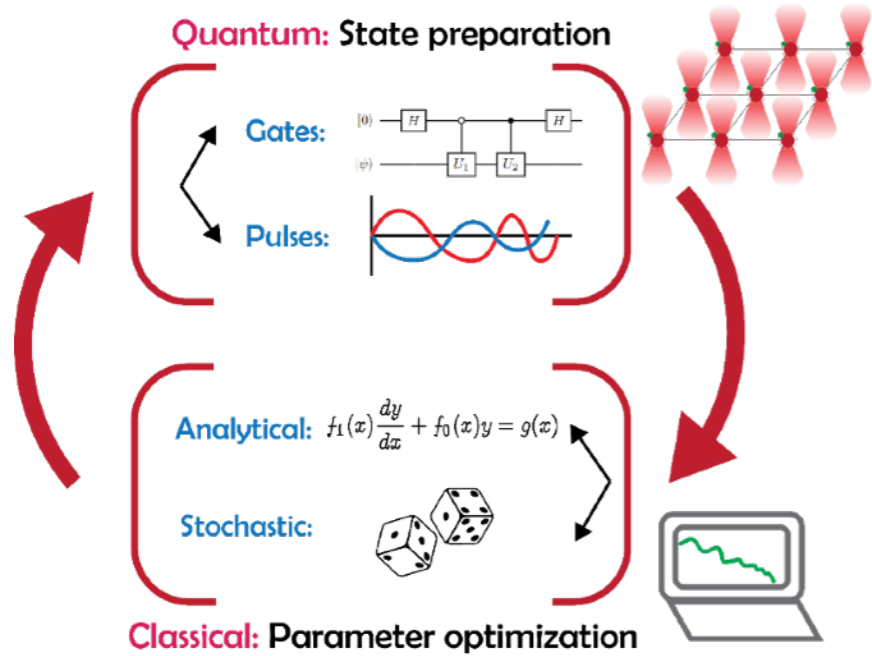 Quantum: State preparation
Gates:
|0⟩ H H
|ψ⟩ U₁ U₂
Pulses:
Analytical: f₁(x) dy/dx + f₀(x)y = g(x)
Stochastic:
Classical: Parameter optimization